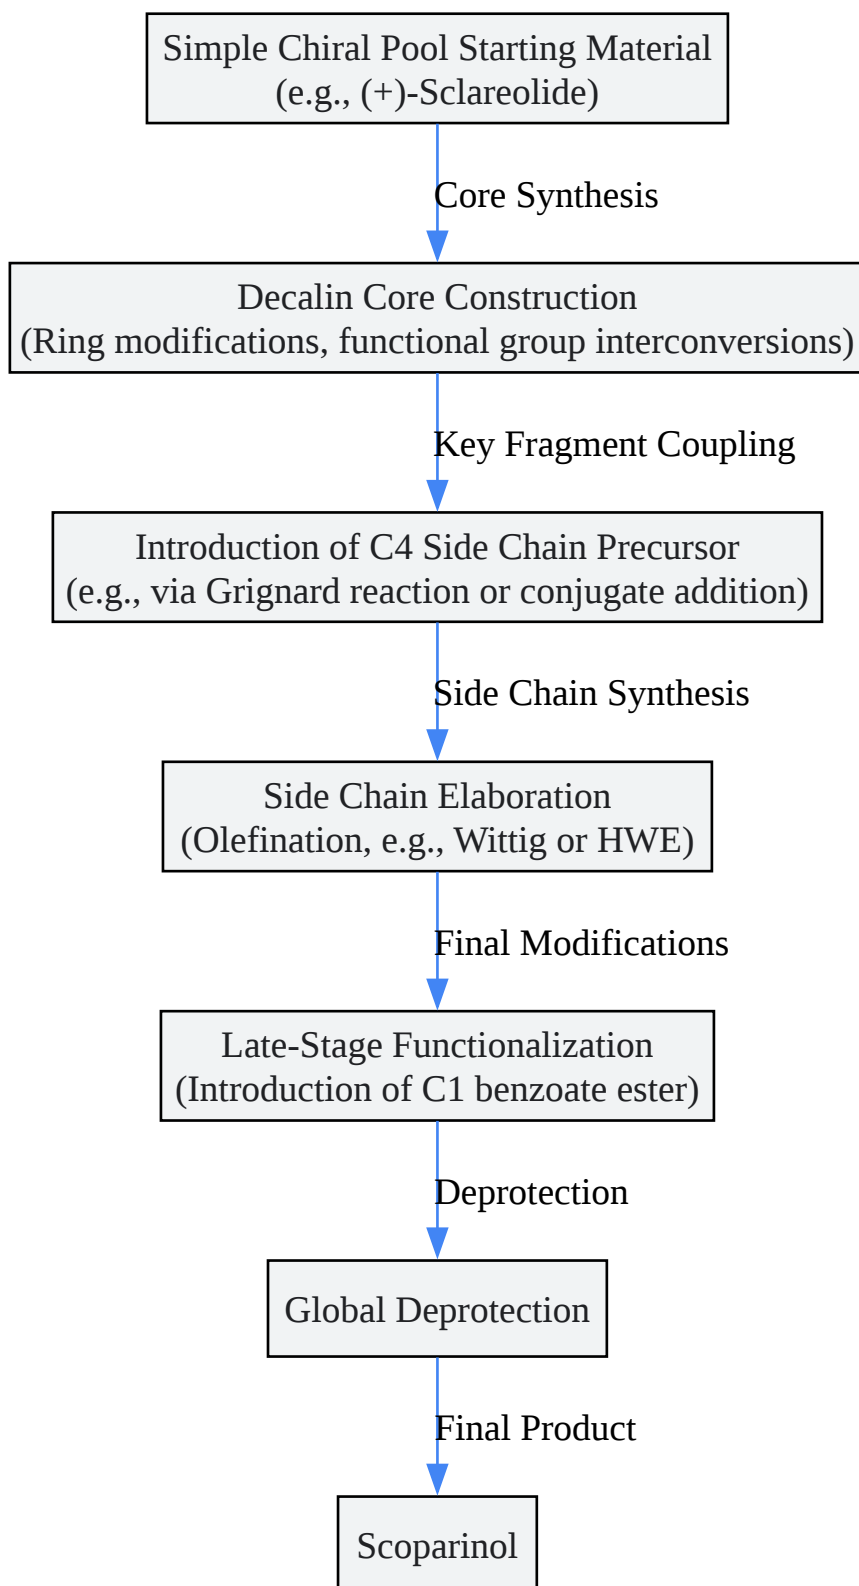 Simple Chiral Pool Starting Material
(e.g., (+)-Sclareolide)
Core Synthesis
Decalin Core Construction
(Ring modifications, functional group interconversions)
Key Fragment Coupling
Introduction of C4 Side Chain Precursor
(e.g., via Grignard reaction or conjugate addition)
Side Chain Synthesis
Side Chain Elaboration
(Olefination, e.g., Wittig or HWE)
Final Modifications
Late-Stage Functionalization
(Introduction of C1 benzoate ester)
Deprotection
Global Deprotection
Final Product
Scoparinol